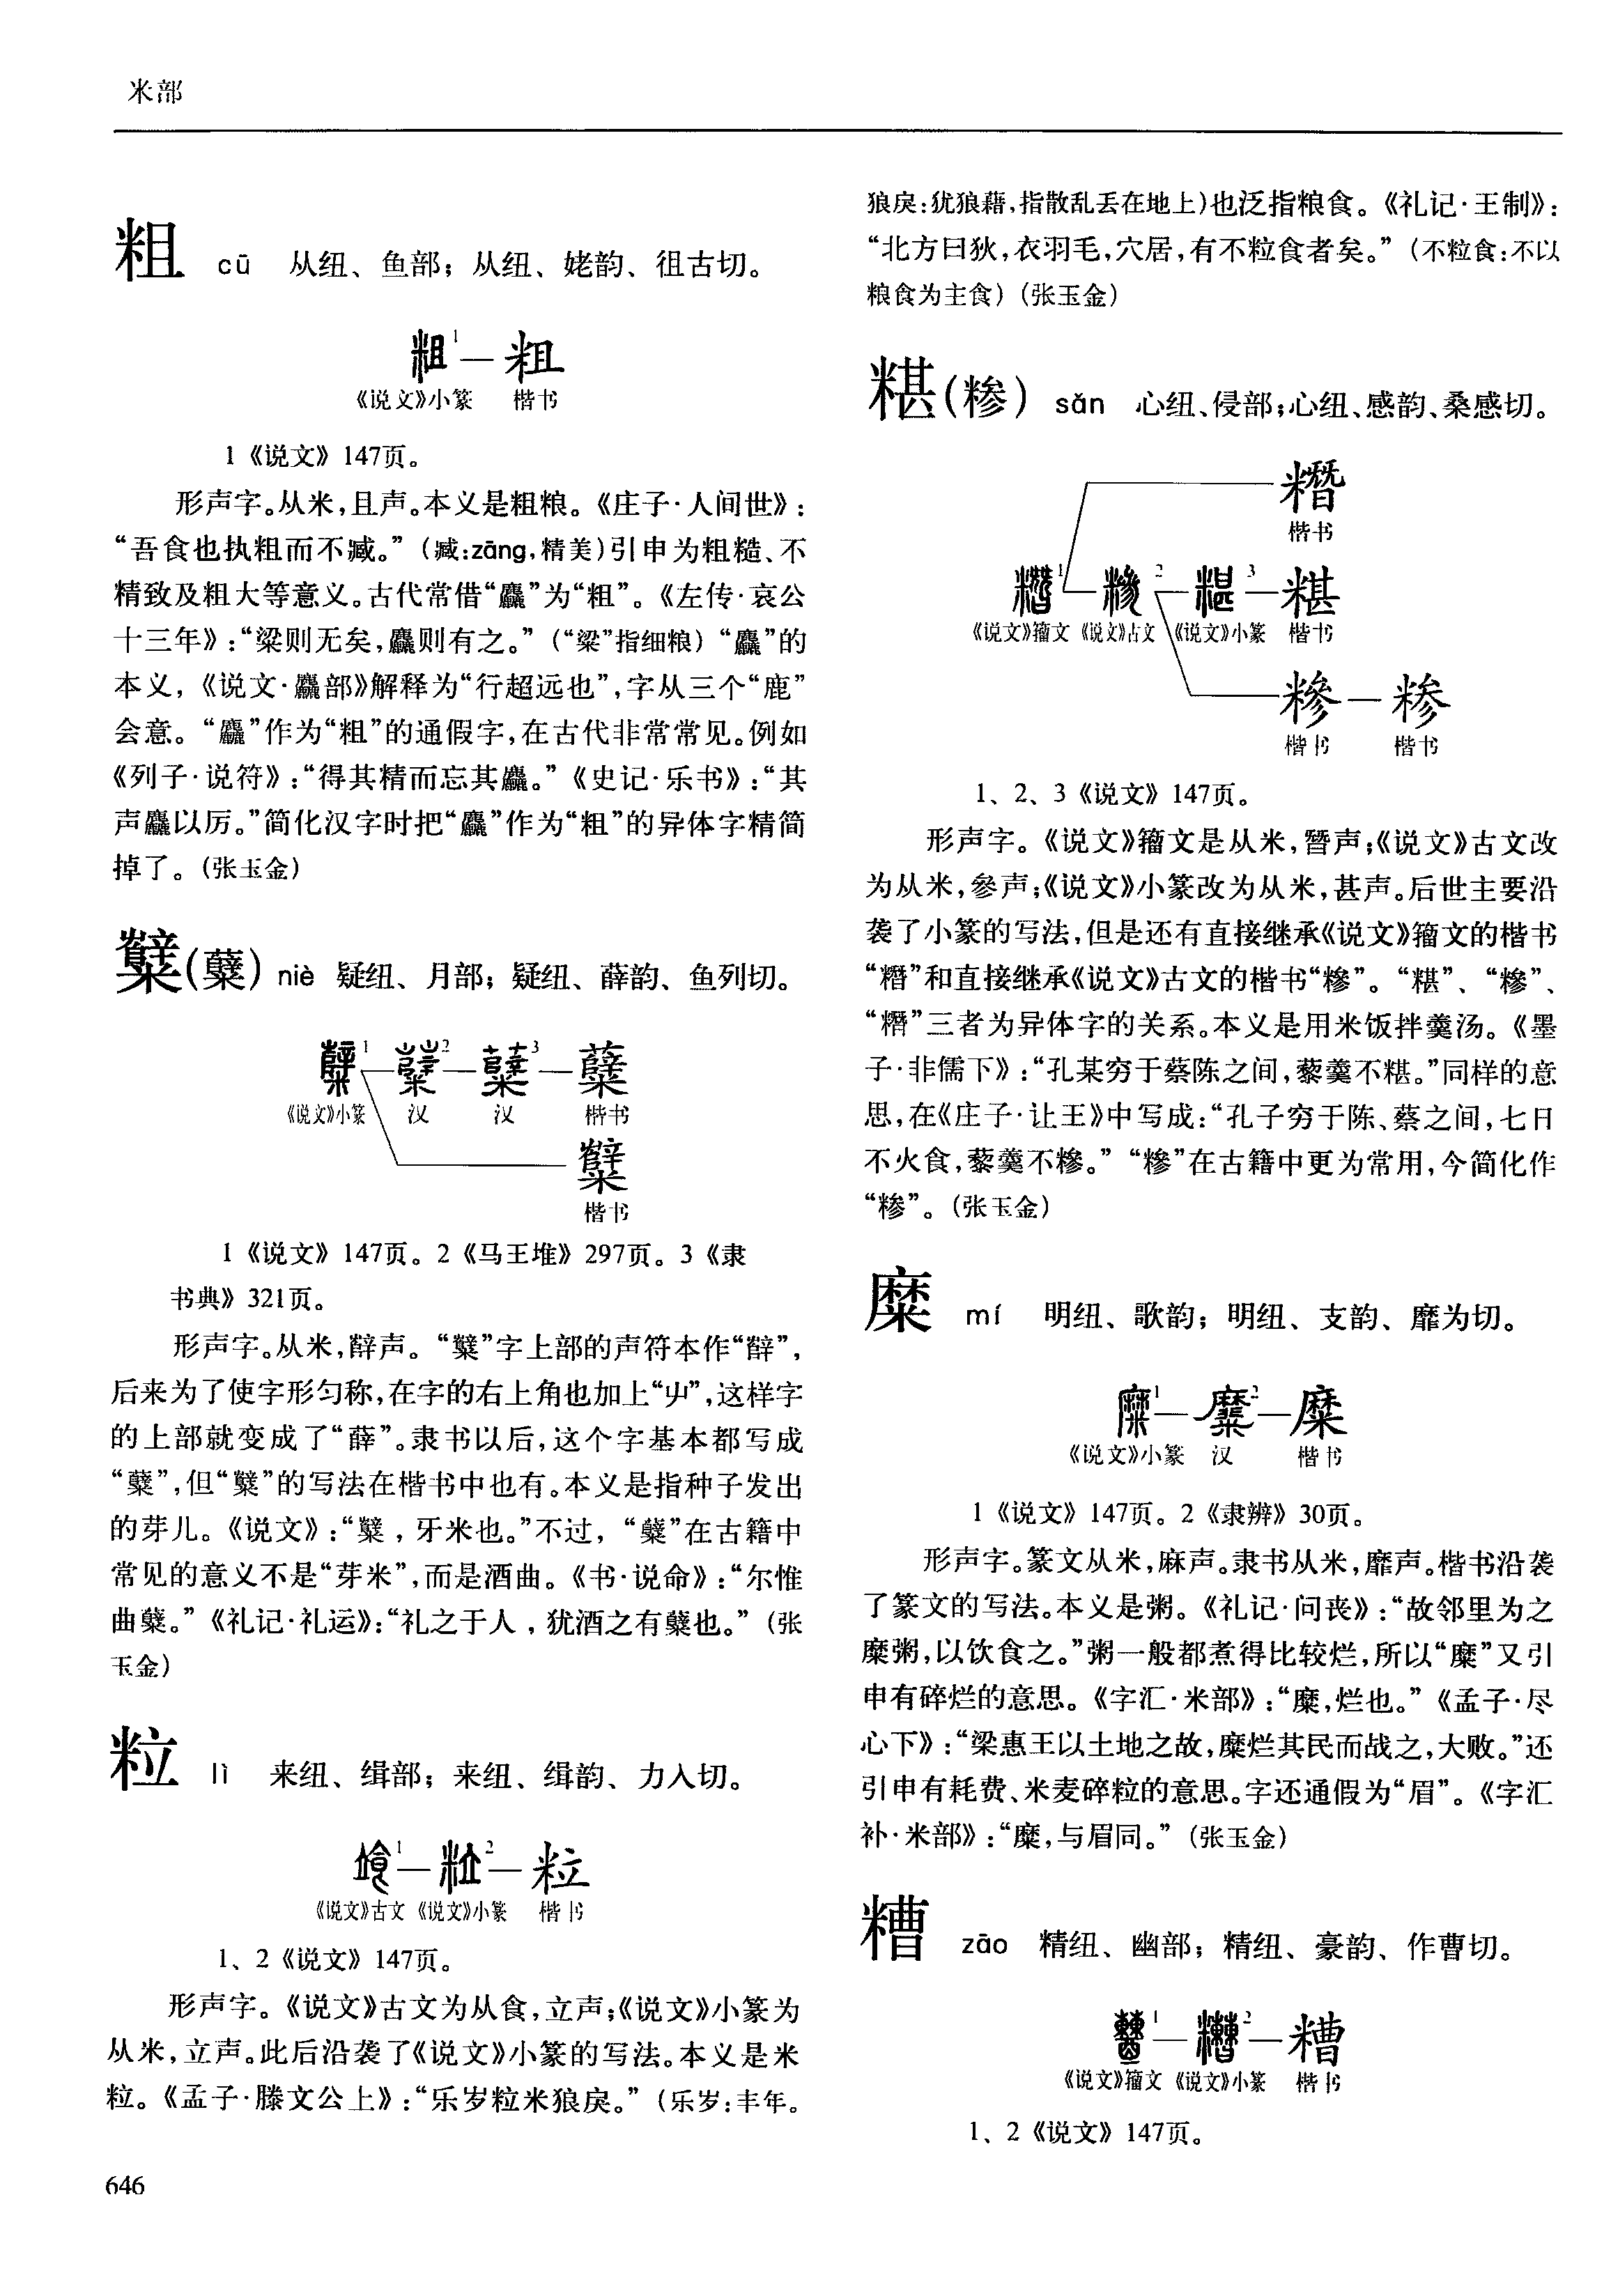 米部
粗 cū 从纽、鱼部；从纽、姥韵、徂古切。
粗1—粗
《说文》小篆 楷书
1《说文》147页。
形声字。从米，且声。本义是粗粮。《庄子·人间世》：
“吾食也执粗而不臧。”（臧：zāng，精美）引申为粗糙、不
精致及粗大等意义。古代常借“麤”为“粗”。《左传·哀公
十三年》：“粱则无矣，麤则有之。”（“粱”指细粮）“麤”的
本义，《说文·麤部》解释为“行超远也”，字从三个“鹿”
会意。“麤”作为“粗”的通假字，在古代非常常见。例如
《列子·说符》：“得其精而忘其麤。”《史记·乐书》：“其
声麤以厉。”简化汉字时把“麤”作为“粗”的异体字精简
掉了。（张玉金）
糱（蘖） niè 疑纽、月部；疑纽、薛韵、鱼列切。
1 2 3 蘖
《说文》小篆 汉 汉 楷书
糱
楷书
1《说文》147页。2《马王堆》297页。3《隶
书典》321页。
形声字。从米，辥声。“糱”字上部的声符本作“辥”，
后来为了使字形匀称，在字的右上角也加上“屮”，这样字
的上部就变成了“薛”。隶书以后，这个字基本都写成
“蘖”，但“糱”的写法在楷书中也有。本义是指种子发出
的芽儿。《说文》：“糱，牙米也。”不过，“蘖”在古籍中
常见的意义不是“芽米”，而是酒曲。《书·说命》：“尔惟
曲蘖。”《礼记·礼运》：“礼之于人，犹酒之有蘖也。”（张
玉金）
粒 lì 来纽、缉部；来纽、缉韵、力入切。
1—粒2—粒
《说文》古文 《说文》小篆 楷书
1、2《说文》147页。
形声字。《说文》古文为从食，立声；《说文》小篆为
从米，立声。此后沿袭了《说文》小篆的写法。本义是米
粒。《孟子·滕文公上》：“乐岁粒米狼戾。”（乐岁：丰年。
646
狼戾：犹狼藉，指散乱丢在地上）也泛指粮食。《礼记·王制》：
“北方曰狄，衣羽毛，穴居，有不粒食者矣。”（不粒食：不以
粮食为主食）（张玉金）
糂（糁） sǎn 心纽、侵部；心纽、感韵、桑感切。
楷书
1 2 3 糂
《说文》籀文 《说文》古文 《说文》小篆 楷书
糝—糁
楷书 楷书
1、2、3《说文》147页。
形声字。《说文》籀文是从米，朁声；《说文》古文改
为从米，参声；《说文》小篆改为从米，甚声。后世主要沿
袭了小篆的写法，但是还有直接继承《说文》籀文的楷书
“糣”和直接继承《说文》古文的楷书“糝”。“糂”、“糝”、
“糣”三者为异体字的关系。本义是用米饭拌羹汤。《墨
子·非儒下》：“孔某穷于蔡陈之间，藜羹不糂。”同样的意
思，在《庄子·让王》中写成：“孔子穷于陈、蔡之间，七日
不火食，藜羹不糝。”“糝”在古籍中更为常用，今简化作
“糁”。（张玉金）
糜 mí 明纽、歌韵；明纽、支韵、靡为切。
糜1—2—糜
《说文》小篆 汉 楷书
1《说文》147页。2《隶辨》30页。
形声字。篆文从米，麻声。隶书从米，靡声。楷书沿袭
了篆文的写法。本义是粥。《礼记·问丧》：“故邻里为之
糜粥，以饮食之。”粥一般都煮得比较烂，所以“糜”又引
申有碎烂的意思。《字汇·米部》：“糜，烂也。”《孟子·尽
心下》：“梁惠王以土地之故，糜烂其民而战之，大败。”还
引申有耗费、米麦碎粒的意思。字还通假为“眉”。《字汇
补·米部》：“糜，与眉同。”（张玉金）
糟 zāo 精纽、幽部；精纽、豪韵、作曹切。
1—2—糟
《说文》籀文 《说文》小篆 楷书
1、2《说文》147页。